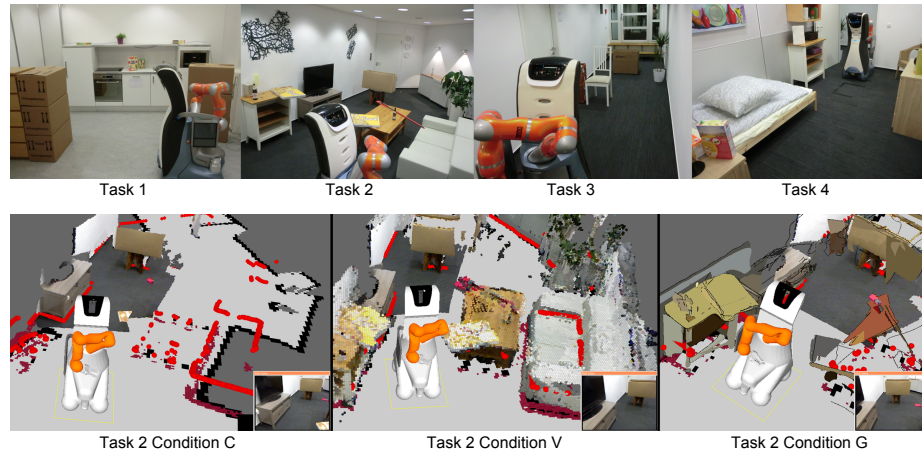 Task 1
Task 2
Task 3
Task 4
Task 2 Condition C
Task 2 Condition V
Task 2 Condition G